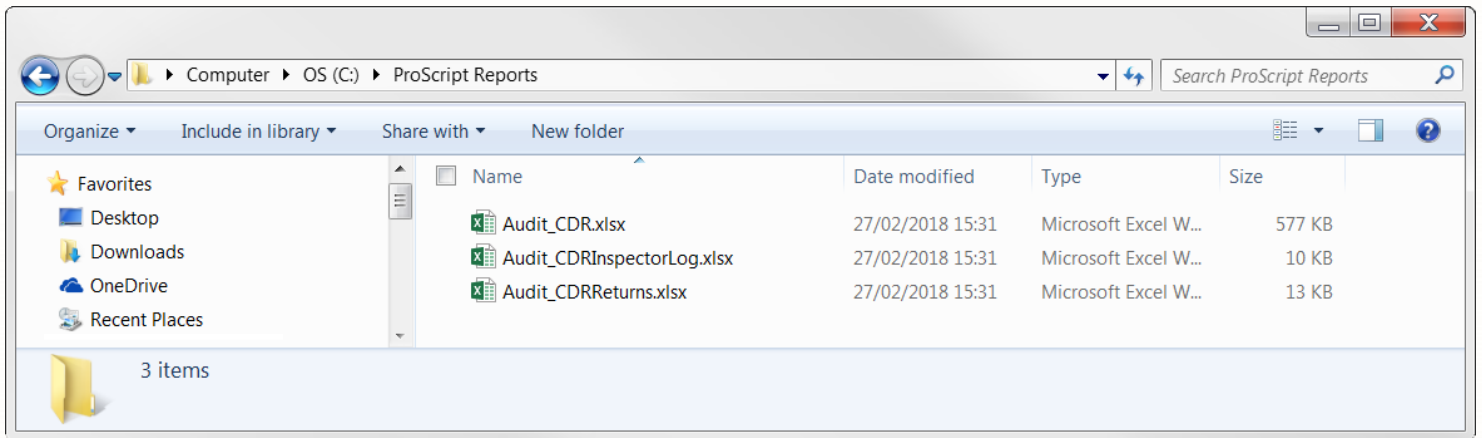 Computer OS (C:) ProScript Reports Search ProScript Reports
Organize Include in library Share with New folder
Favorites
Desktop
Downloads
OneDrive
Recent Places
Name Date modified Type Size
Audit_CDR.xlsx 27/02/2018 15:31 Microsoft Excel W... 577 KB
Audit_CDRInspectorLog.xlsx 27/02/2018 15:31 Microsoft Excel W... 10 KB
Audit_CDRReturns.xlsx 27/02/2018 15:31 Microsoft Excel W... 13 KB
3 items